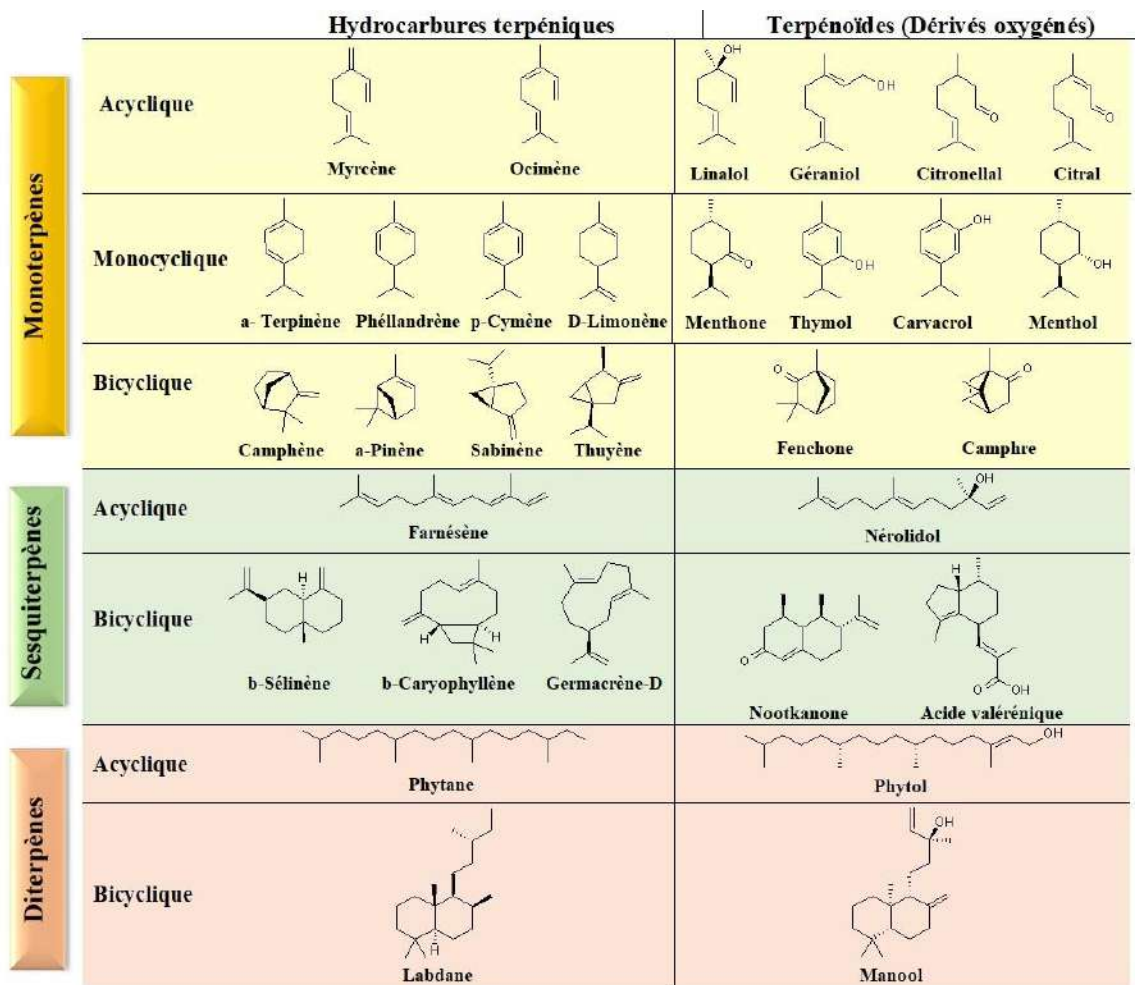 Hydrocarbures terpéniques Terpénoïdes (Dérivés oxygénés)
Monoterpènes
Acyclique
OH
OH
O
O
Myrcène Ocimène Linalol Géraniol Citronellal Citral
Monocyclique
O
OH
OH
OH
a- Terpinène Phéllandrène p-Cymène D-Limonène Menthone Thymol Carvacrol Menthol
Bicyclique
O
O
Camphène a-Pinène Sabinène Thuyène Fenchone Camphre
Sesquiterpènes
Acyclique
OH
Farnésène Nérolidol
Bicyclique
H
H
H
H
O
O
OH
b-Sélinène b-Caryophyllène Germacrène-D Nootkanone Acide valérénique
Diterpènes
Acyclique
OH
Phytane Phytol
Bicyclique
OH
H
Labdane Manool